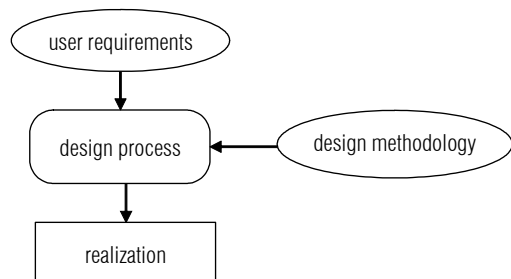 user requirements
design process
design methodology
realization